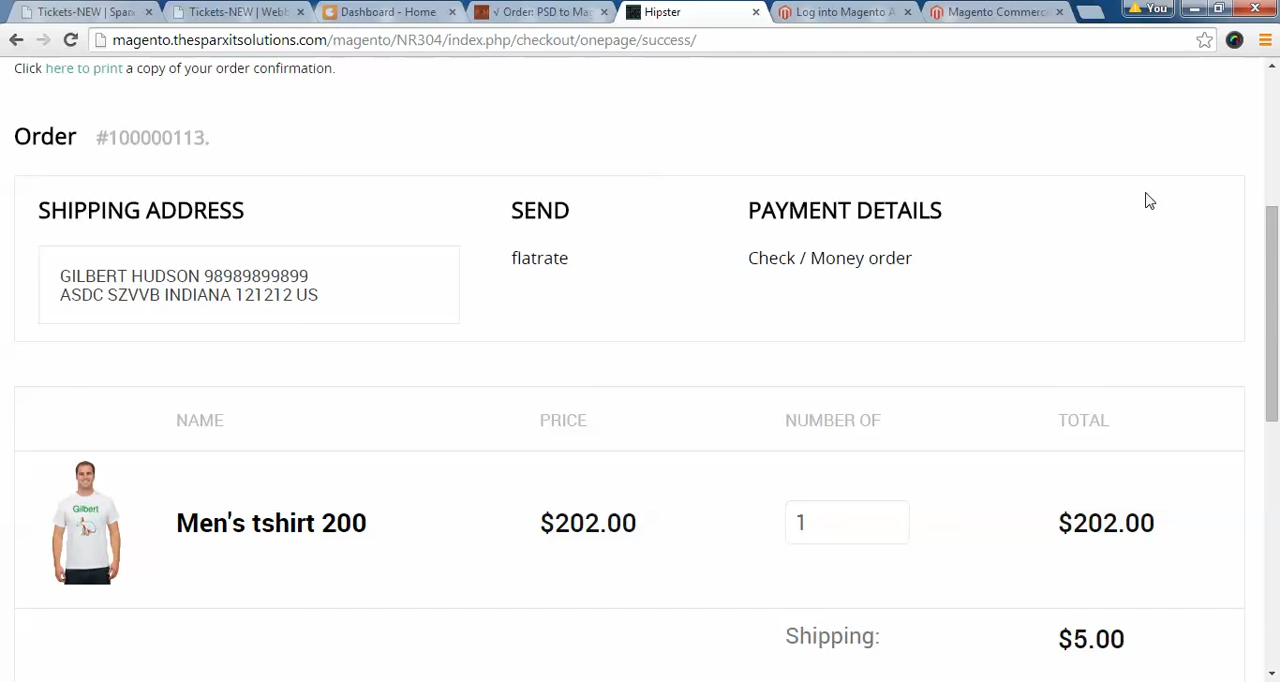 Tickets-NEW | Span
Tickets-NEW | Webb
Dashboard - Home
√ Order: PSD to Ma
Hipster
Log into Magento A
Magento Commerc
You
magento.thesparxitsolutions.com/magento/NR304/index.php/checkout/onepage/success/
Click here to print a copy of your order confirmation.
Order #100000113.
SHIPPING ADDRESS
SEND
PAYMENT DETAILS
GILBERT HUDSON 98989899899
ASDC SZVVB INDIANA 121212 US
flatrate
Check / Money order
NAME
PRICE
NUMBER OF
TOTAL
Gilbert
Men's tshirt 200
$202.00
1
$202.00
Shipping:
$5.00